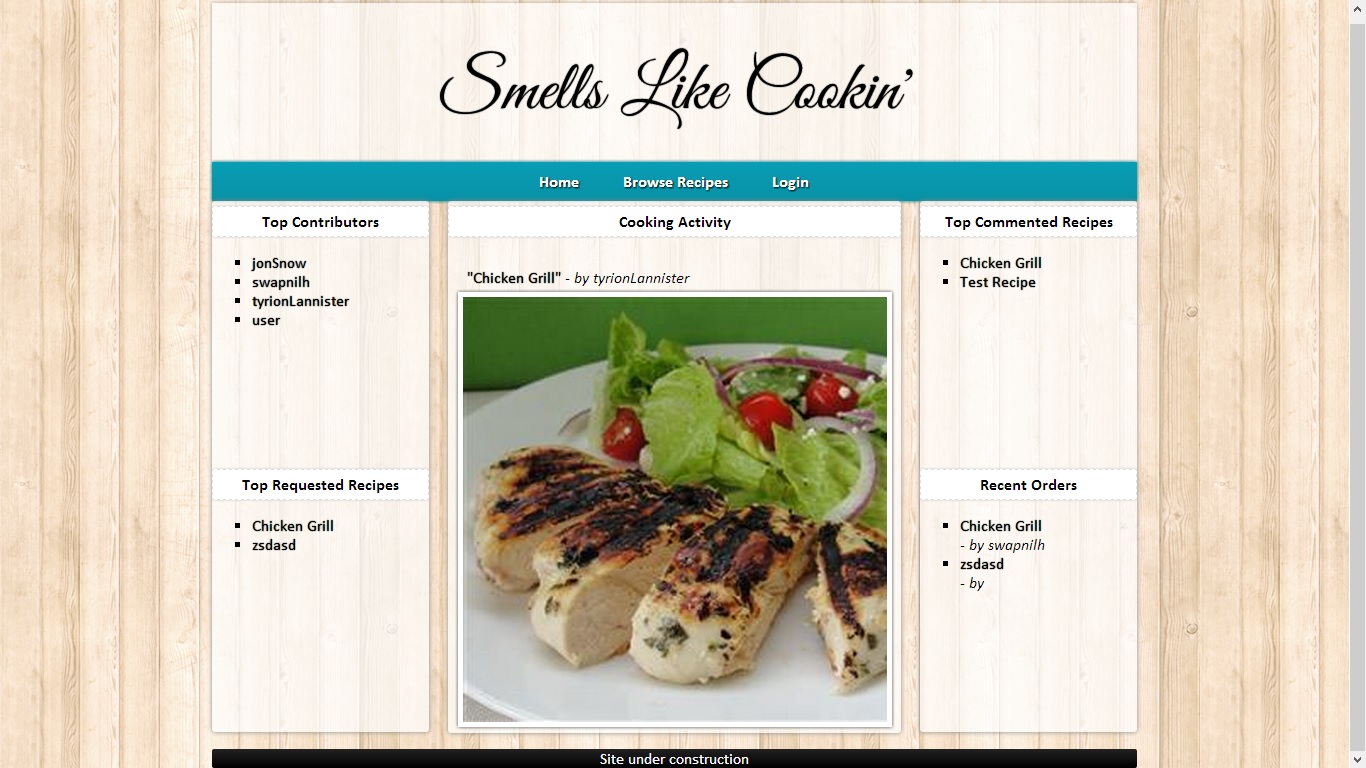 Smells Like Cookin'
Home Browse Recipes Login
Top Contributors
jonSnow
swapnilh
tyrionLannister
user
Top Requested Recipes
Chicken Grill
zsdasd
Cooking Activity
"Chicken Grill" - by tyrionLannister
Top Commented Recipes
Chicken Grill
Test Recipe
Recent Orders
Chicken Grill
- by swapnilh
zsdasd
- by
Site under construction